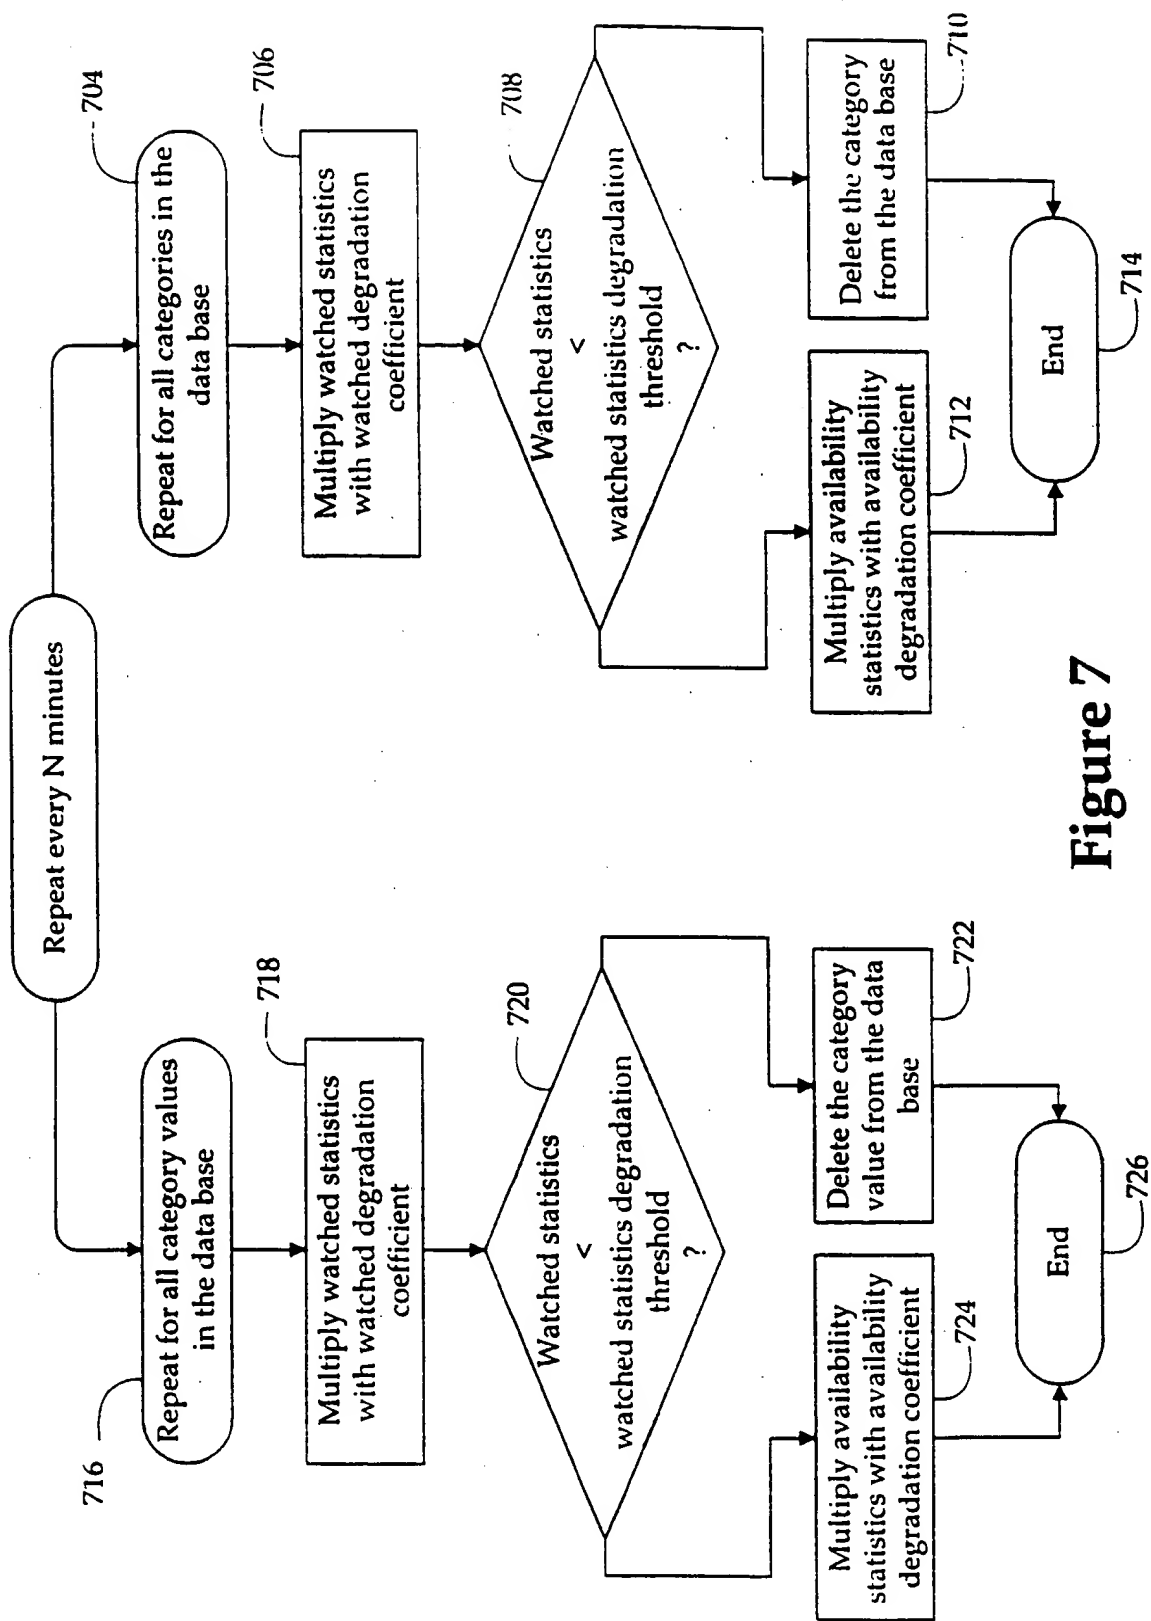 Repeat every N minutes
716
Repeat for all category values
in the data base
718
Multiply watched statistics
with watched degradation
coefficient
720
Watched statistics
<
watched statistics degradation
threshold
?
Multiply availability
statistics with availability
degradation coefficient
724
Delete the category
value from the data
base
722
End
726
704
Repeat for all categories in the
data base
706
Multiply watched statistics
with watched degradation
coefficient
708
Watched statistics
<
watched statistics degradation
threshold
?
Multiply availability
statistics with availability
degradation coefficient
712
Delete the category
from the data base
710
End
714
Figure 7